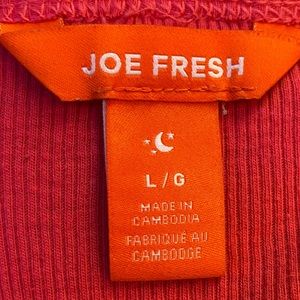 JOE FRESH
L / G
MADE IN
CAMBODIA
FABRIQUÉ AU
CAMBODGE